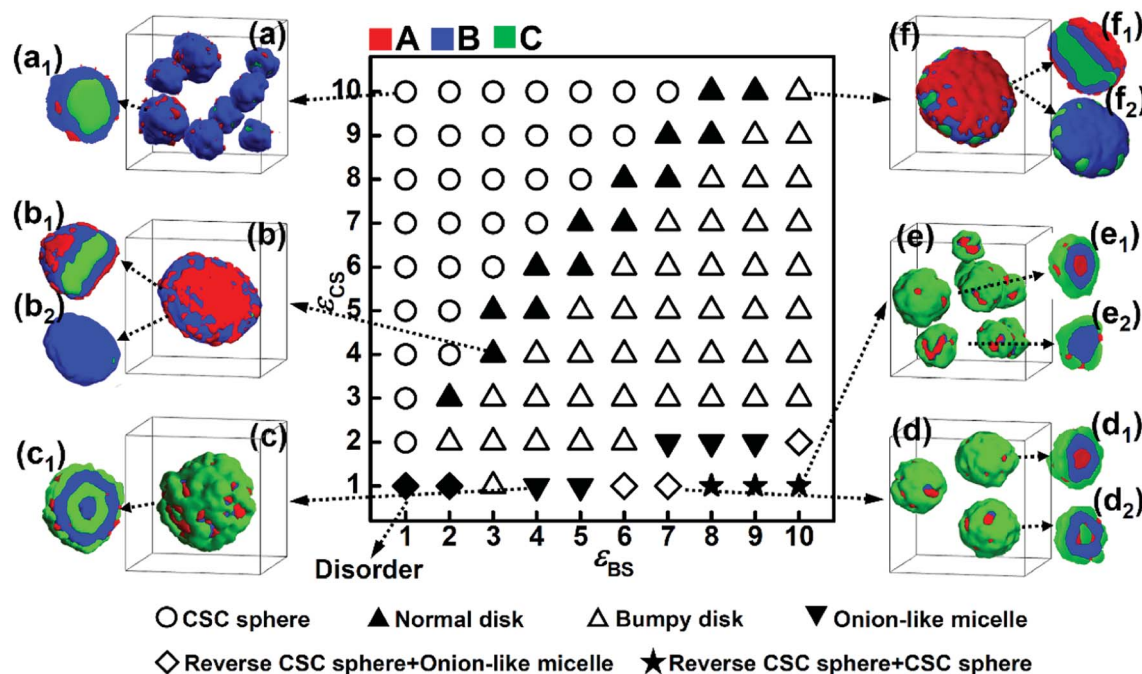 A B C
(a₁) (a)
(b₁) (b)
(b₂)
(c₁) (c)
(f) (f₁)
(f₂)
(e) (e₁)
(e₂)
(d) (d₁)
(d₂)
εCS
10
9
8
7
6
5
4
3
2
1
1 2 3 4 5 6 7 8 9 10
Disorder
εBS
CSC sphere Normal disk Bumpy disk Onion-like micelle
Reverse CSC sphere+Onion-like micelle Reverse CSC sphere+CSC sphere